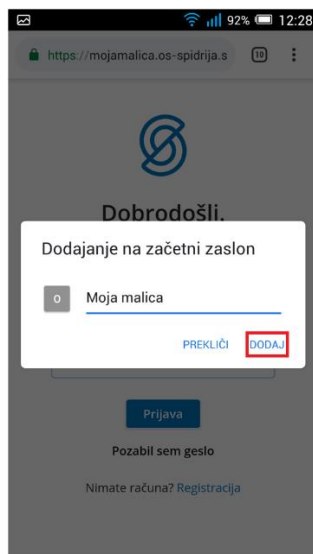 92% 12:28
https://mojamalica.os-spidrija.s 10
Dobrodošli.
Dodajanje na začetni zaslon
O Moja malica
PREKLIČI DODAJ
Prijava
Pozabil sem geslo
Nimate računa? Registracija